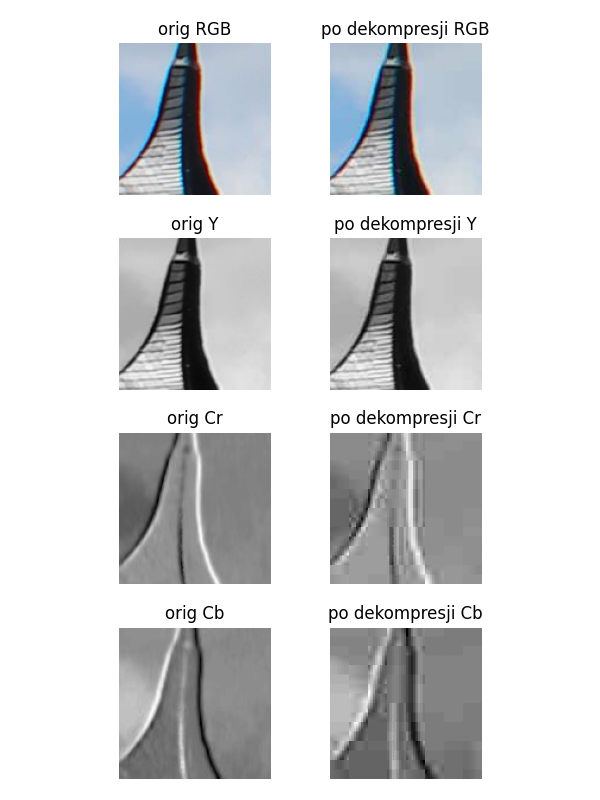 orig RGB
po dekompresji RGB
orig Y
po dekompresji Y
orig Cr
po dekompresji Cr
orig Cb
po dekompresji Cb